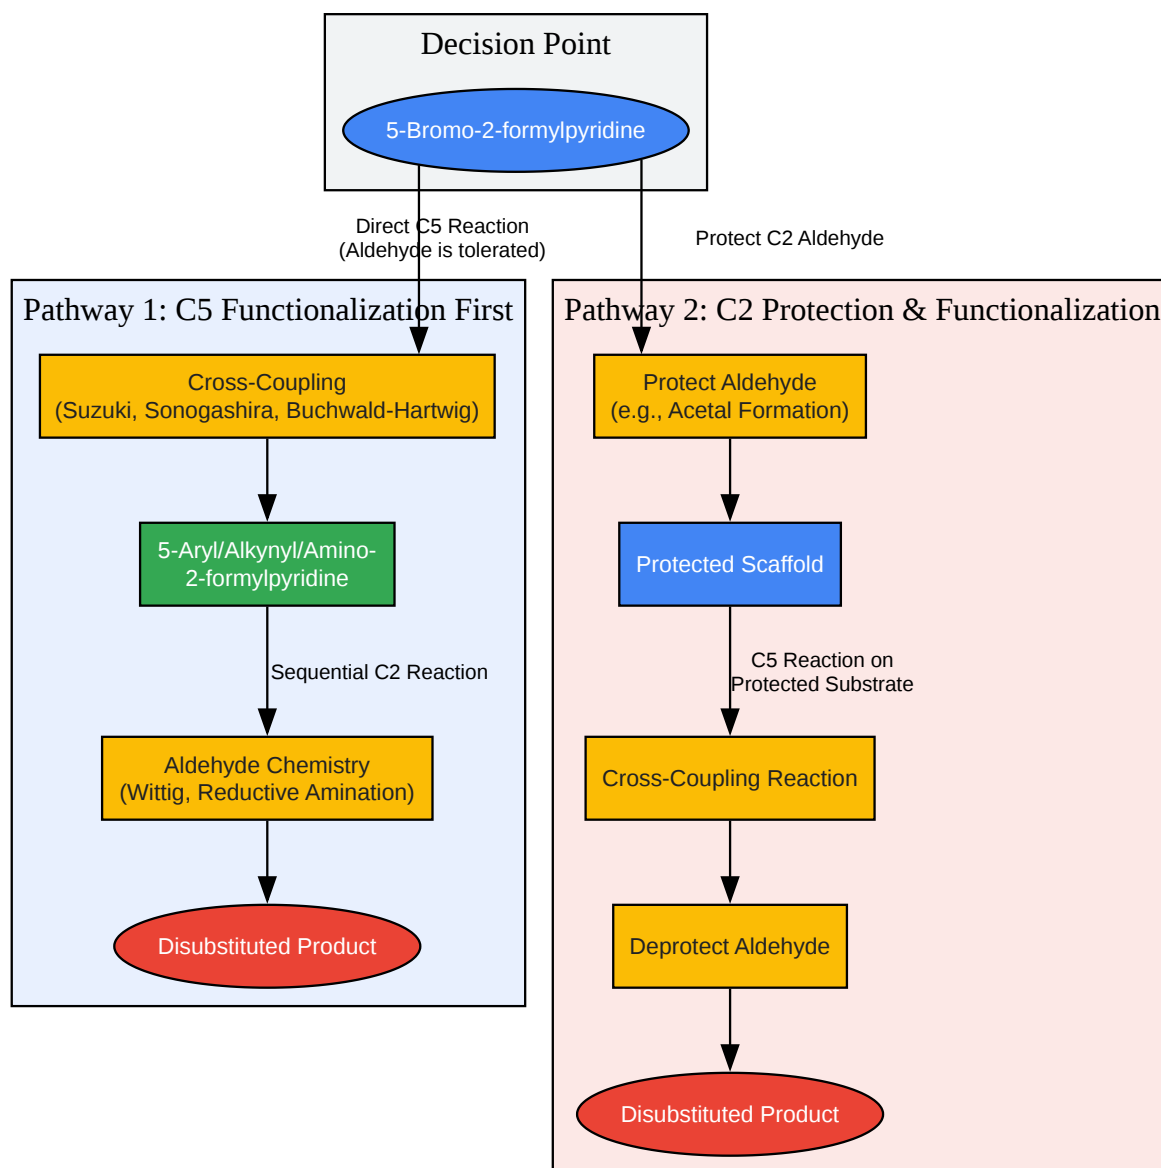 Decision Point
5-Bromo-2-formylpyridine
Direct C5 Reaction
(Aldehyde is tolerated)
Protect C2 Aldehyde
Pathway 1: C5 Functionalization First
Cross-Coupling
(Suzuki, Sonogashira, Buchwald-Hartwig)
5-Aryl/Alkynyl/Amino-
2-formylpyridine
Sequential C2 Reaction
Aldehyde Chemistry
(Wittig, Reductive Amination)
Disubstituted Product
Pathway 2: C2 Protection & Functionalization
Protect Aldehyde
(e.g., Acetal Formation)
Protected Scaffold
C5 Reaction on
Protected Substrate
Cross-Coupling Reaction
Deprotect Aldehyde
Disubstituted Product